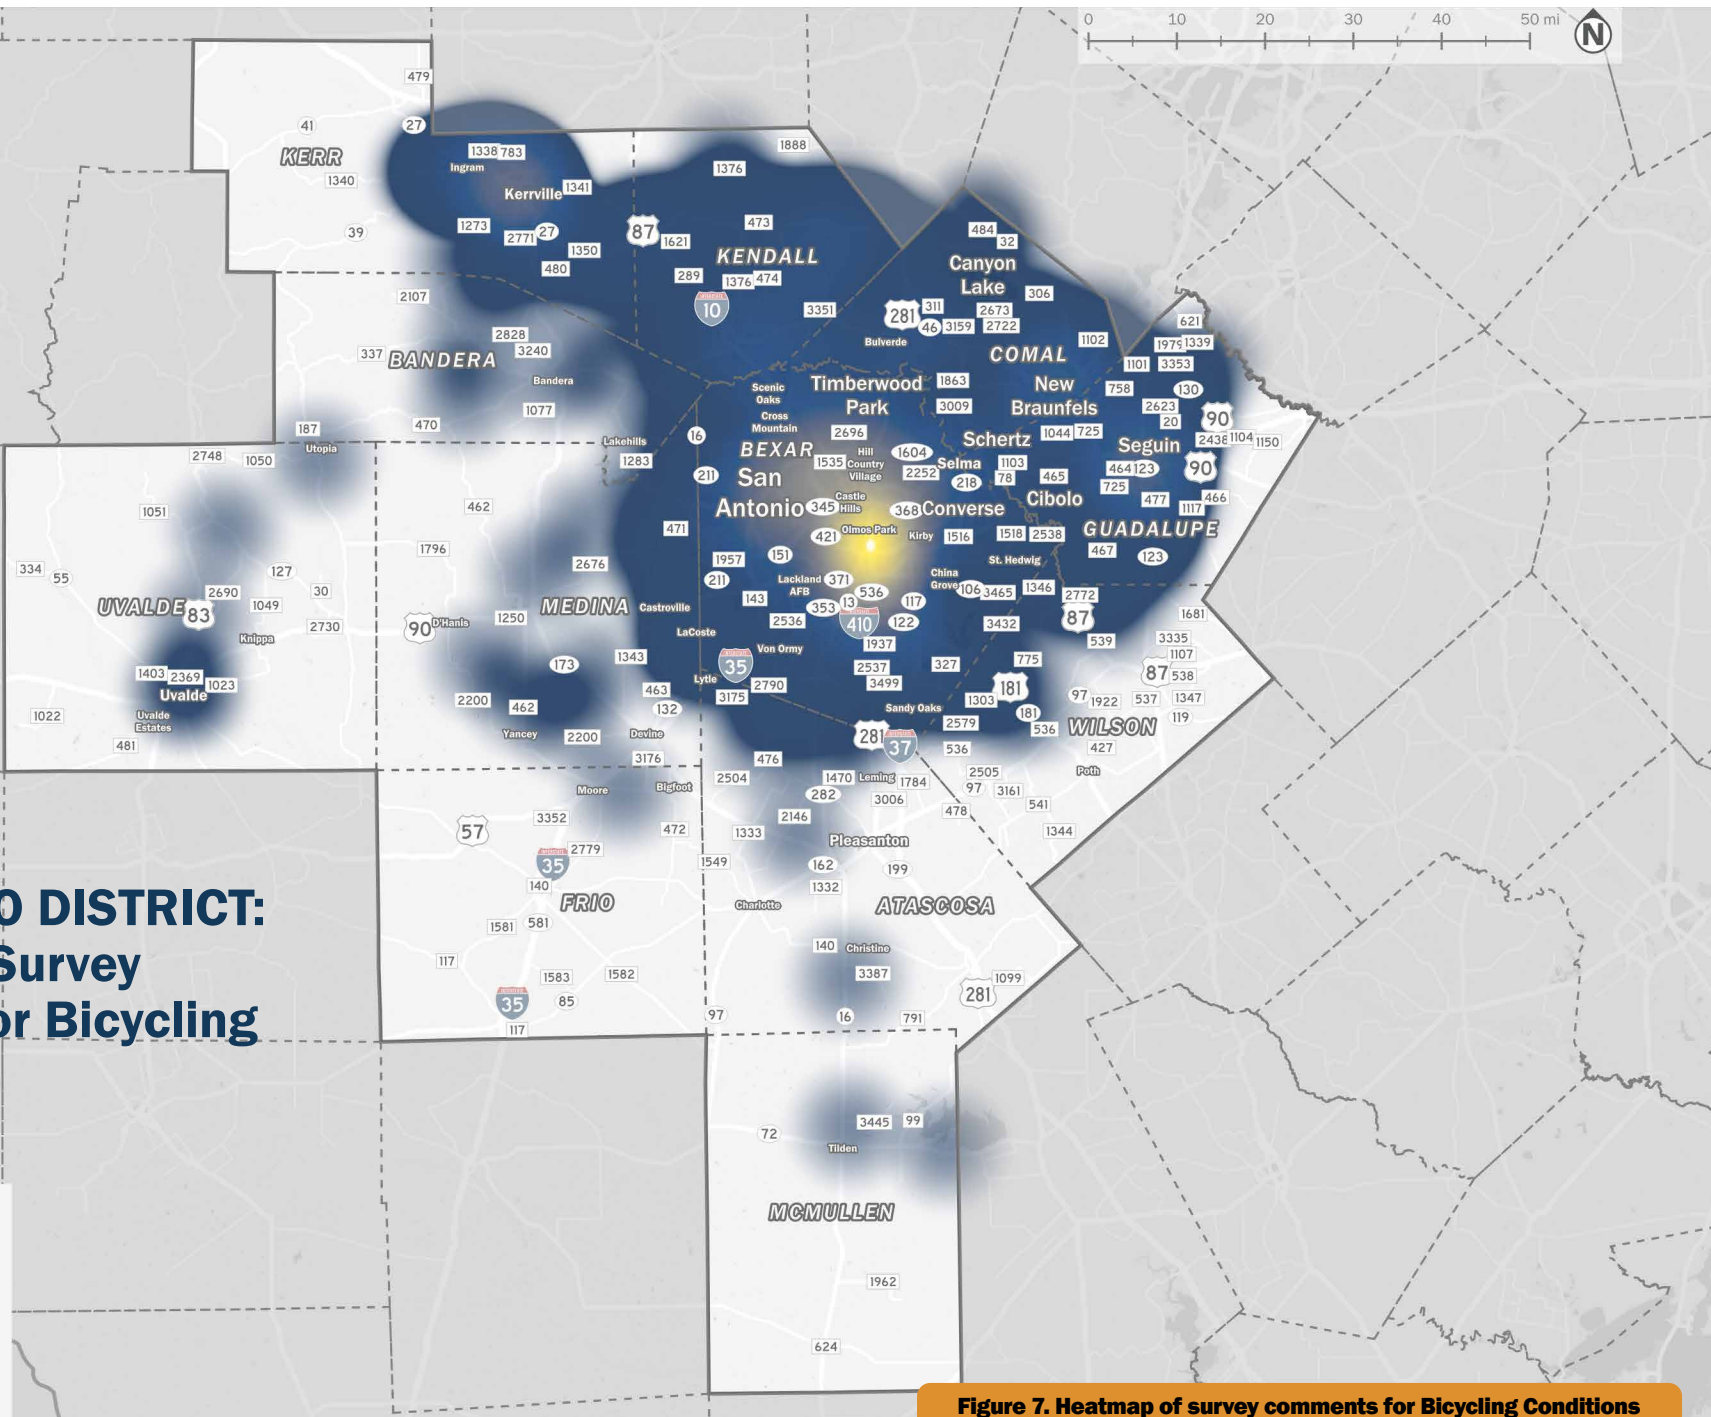 0 10 20 30 40 50 mi
N
479
41
27
KERR
1340
39
1338 783
Ingram
Kerrville
1341
1273
2771
27
1350
480
1888
1376
473
87
1621
KENDALL
289
1376
474
10
3351
484
32
Canyon
Lake
306
281
311
2673
46
3159
2722
Bulverde
1102
COMAL
621
1979
1339
1101
3353
2107
2828
337
3240
BANDERA
Bandera
1077
470
187
Utopia
Scenic
Oaks
Timberwood
Park
1863
3009
New
Braunfels
758
130
2623
20
90
Cross
Mountain
2696
16
BEXAR
Hill
Country
Village
1535
1604
2252
Schertz
1044
725
Seguin
2438
1104
1150
Lakehills
1283
211
Selma
218
1103
78
465
464
123
90
San
Antonio
345
Castle
Hills
368
Converse
Cibolo
725
477
466
1117
GUADALUPE
2748
1050
1051
462
471
421
Olmos Park
Kirby
1516
1518
2538
467
123
334
55
127
1796
2676
1957
151
St. Hedwig
211
Lackland
AFB
371
China
Grove
106
3465
1346
2772
2690
30
UVALDE
83
1049
2730
Knippa
90
D'Hanis
1250
MEDINA
Castroville
143
353
13
536
117
2536
410
122
3432
87
1681
LaCoste
1937
539
3335
1107
1403
2369
1023
Uvalde
173
1343
35
Von Ormy
2537
327
775
87
538
Lytle
2790
3499
181
97
1922
537
1347
119
1022
Uvalde
Estates
481
2200
462
463
132
3175
Sandy Oaks
1303
181
536
WILSON
Yancey
2200
Devine
281
37
2579
536
427
3176
476
Poth
Moore
Bigfoot
2504
1470
Leming
1784
2505
97
3161
282
3006
478
541
57
3352
472
1333
2146
1344
35
2779
Pleasanton
140
1549
162
199
1332
FRIO
Charlotte
ATASCOSA
O DISTRICT:
Survey
or Bicycling
1581
581
140
Christine
117
1583
1582
3387
35
85
281
1099
117
97
16
791
72
3445
99
Tilden
MCMULLEN
1962
624
Figure 7. Heatmap of survey comments for Bicycling Conditions